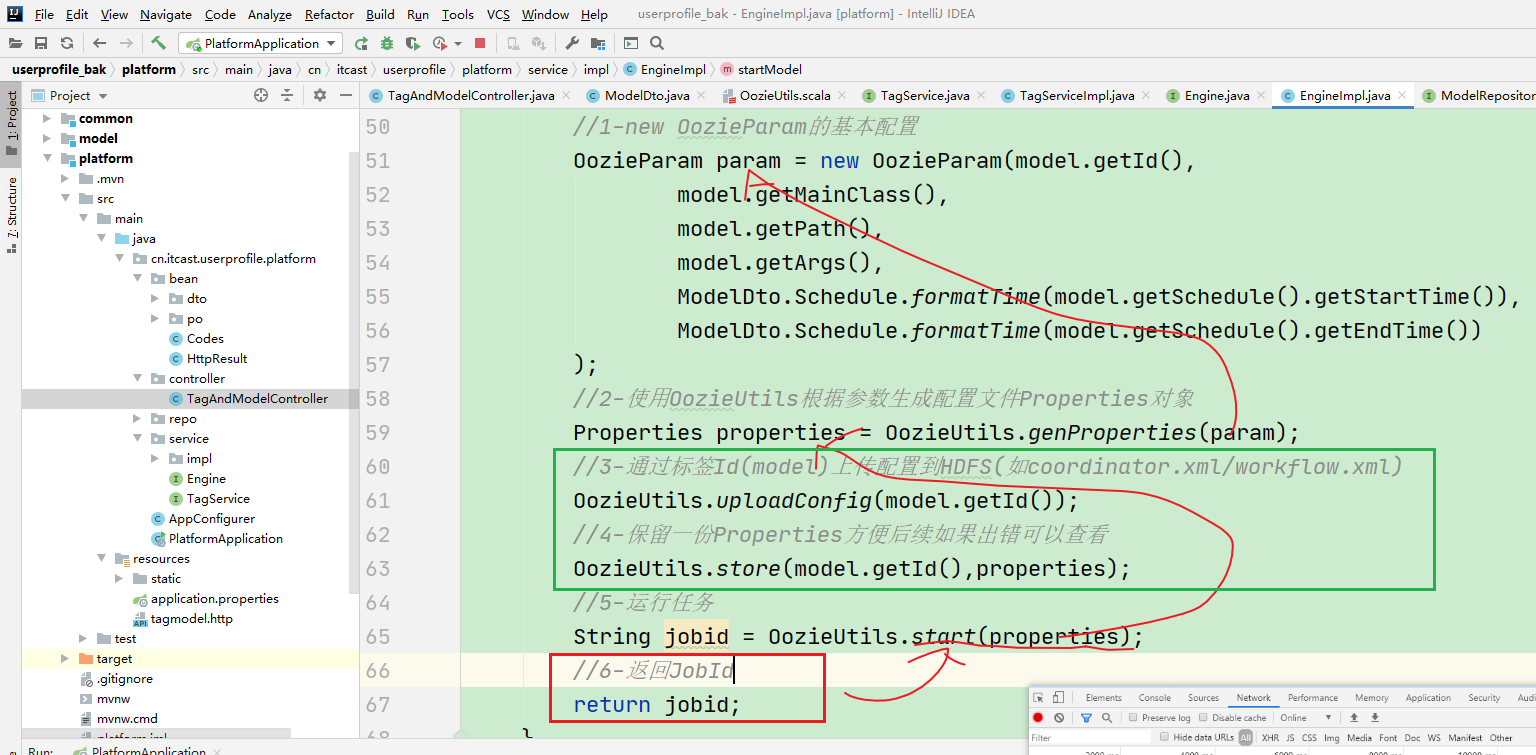 File Edit View Navigate Code Analyze Refactor Build Run Tools VCS Window Help userprofile_bak - EngineImpl.java [platform] - IntelliJ IDEA
PlatformApplication
userprofile_bak platform src main java cn itcast userprofile platform service impl EngineImpl startModel
Project
TagAndModelController.java ModelDto.java OozieUtils.scala TagService.java TagServiceImpl.java Engine.java EngineImpl.java ModelRepositor
1: Project
7: Structure
common
model
platform
.mvn
src
main
java
cn.itcast.userprofile.platform
bean
dto
po
Codes
HttpResult
controller
TagAndModelController
repo
service
impl
Engine
TagService
AppConfigurer
PlatformApplication
resources
static
application.properties
tagmodel.http
test
target
.gitignore
mvnw
mvnw.cmd
platform.iml
50 //1-new OozieParam的基本配置
51 OozieParam param = new OozieParam(model.getId(),
52 model.getMainClass(),
53 model.getPath(),
54 model.getArgs(),
55 ModelDto.Schedule.formatTime(model.getSchedule().getStartTime()),
56 ModelDto.Schedule.formatTime(model.getSchedule().getEndTime())
57 );
58 //2-使用OozieUtils根据参数生成配置文件Properties对象
59 Properties properties = OozieUtils.genProperties(param);
60 //3-通过标签Id(model)上传配置到HDFS(如coordinator.xml/workflow.xml)
61 OozieUtils.uploadConfig(model.getId());
62 //4-保留一份Properties方便后续如果出错可以查看
63 OozieUtils.store(model.getId(),properties);
64 //5-运行任务
65 String jobid = OozieUtils.start(properties);
66 //6-返回JobId
67 return jobid;
68 }
Elements Console Sources Network Performance Memory Application Security Audi
Preserve log Disable cache Online
Filter Hide data URLs All XHR JS CSS Img Media Font Doc WS Manifest Other
2000 ms 4000 ms 6000 ms 8000 ms 10000 ms
Run: PlatformApplication